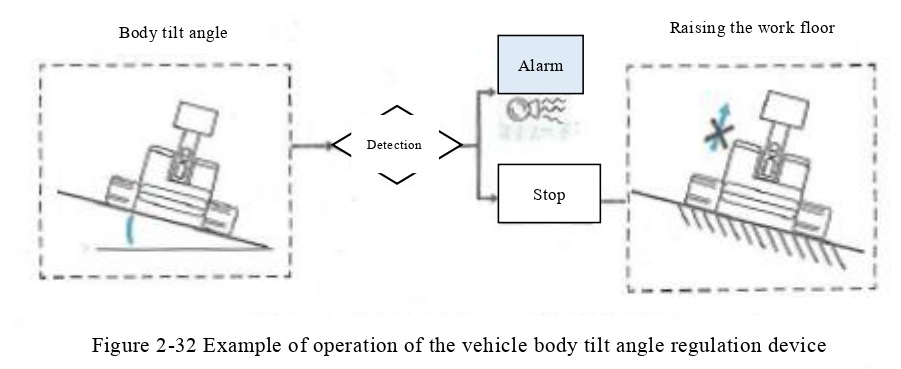 Body tilt angle
Raising the work floor
Alarm
Detection
Stop
Figure 2-32 Example of operation of the vehicle body tilt angle regulation device